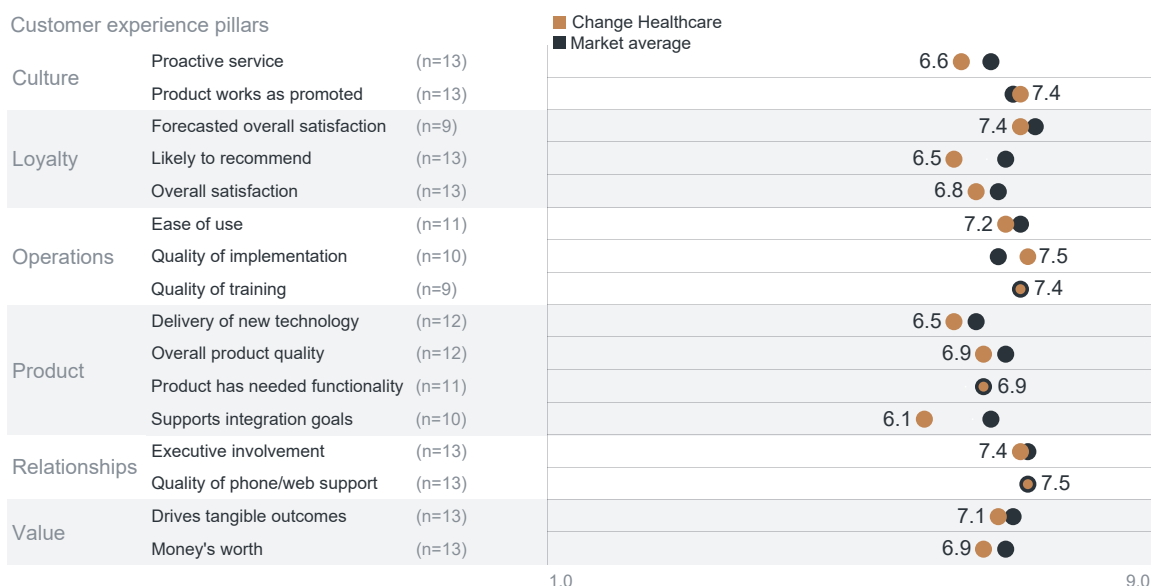 Customer experience pillars
Change Healthcare
Market average
Culture
Proactive service (n=13) 6.6
Product works as promoted (n=13) 7.4
Loyalty
Forecasted overall satisfaction (n=9) 7.4
Likely to recommend (n=13) 6.5
Overall satisfaction (n=13) 6.8
Operations
Ease of use (n=11) 7.2
Quality of implementation (n=10) 7.5
Quality of training (n=9) 7.4
Product
Delivery of new technology (n=12) 6.5
Overall product quality (n=12) 6.9
Product has needed functionality (n=11) 6.9
Supports integration goals (n=10) 6.1
Relationships
Executive involvement (n=13) 7.4
Quality of phone/web support (n=13) 7.5
Value
Drives tangible outcomes (n=13) 7.1
Money's worth (n=13) 6.9
1.0 9.0